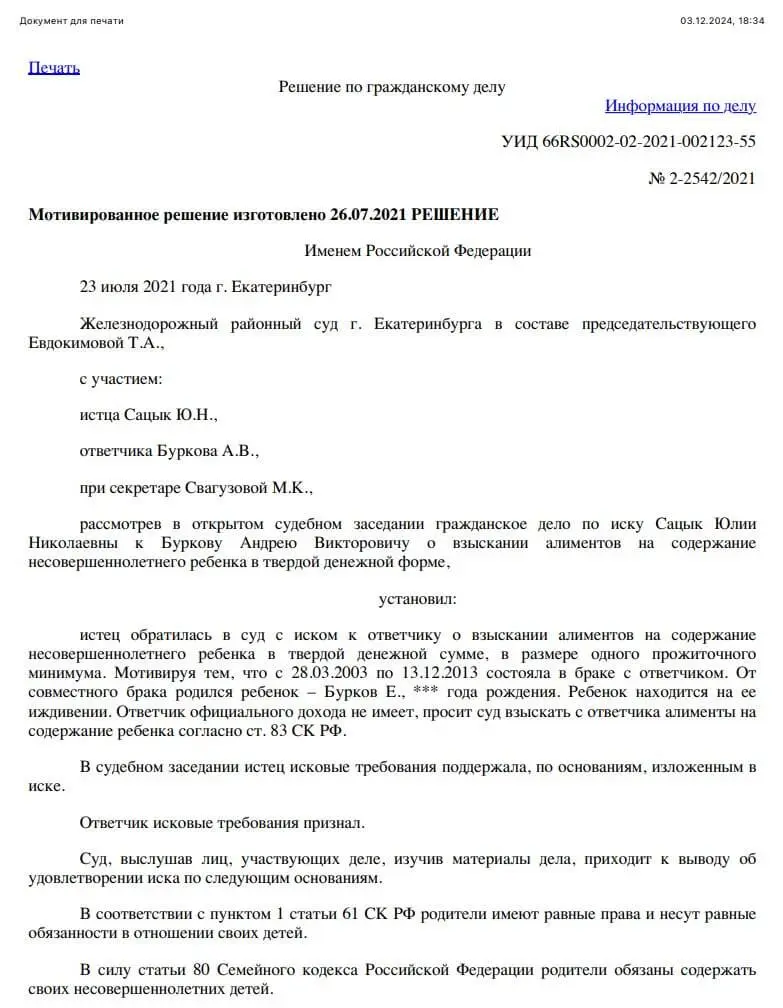 Документ для печати 03.12.2024, 18:34
Печать
Решение по гражданскому делу
Информация по делу
УИД 66RS0002-02-2021-002123-55
№ 2-2542/2021
Мотивированное решение изготовлено 26.07.2021 РЕШЕНИЕ
Именем Российской Федерации
23 июля 2021 года г. Екатеринбург
Железнодорожный районный суд г. Екатеринбурга в составе председательствующего
Евдокимовой Т.А.,
с участием:
истца Сацык Ю.Н.,
ответчика Буркова А.В.,
при секретаре Свагузовой М.К.,
рассмотрев в открытом судебном заседании гражданское дело по иску Сацык Юлии
Николаевны к Буркову Андрею Викторовичу о взыскании алиментов на содержание
несовершеннолетнего ребенка в твердой денежной форме,
установил:
истец обратилась в суд с иском к ответчику о взыскании алиментов на содержание
несовершеннолетнего ребенка в твердой денежной сумме, в размере одного прожиточного
минимума. Мотивируя тем, что с 28.03.2003 по 13.12.2013 состояла в браке с ответчиком. От
совместного брака родился ребенок – Бурков Е., *** года рождения. Ребенок находится на ее
иждивении. Ответчик официального дохода не имеет, просит суд взыскать с ответчика алименты на
содержание ребенка согласно ст. 83 СК РФ.
В судебном заседании истец исковые требования поддержала, по основаниям, изложенным в
иске.
Ответчик исковые требования признал.
Суд, выслушав лиц, участвующих деле, изучив материалы дела, приходит к выводу об
удовлетворении иска по следующим основаниям.
В соответствии с пунктом 1 статьи 61 СК РФ родители имеют равные права и несут равные
обязанности в отношении своих детей.
В силу статьи 80 Семейного кодекса Российской Федерации родители обязаны содержать
своих несовершеннолетних детей.